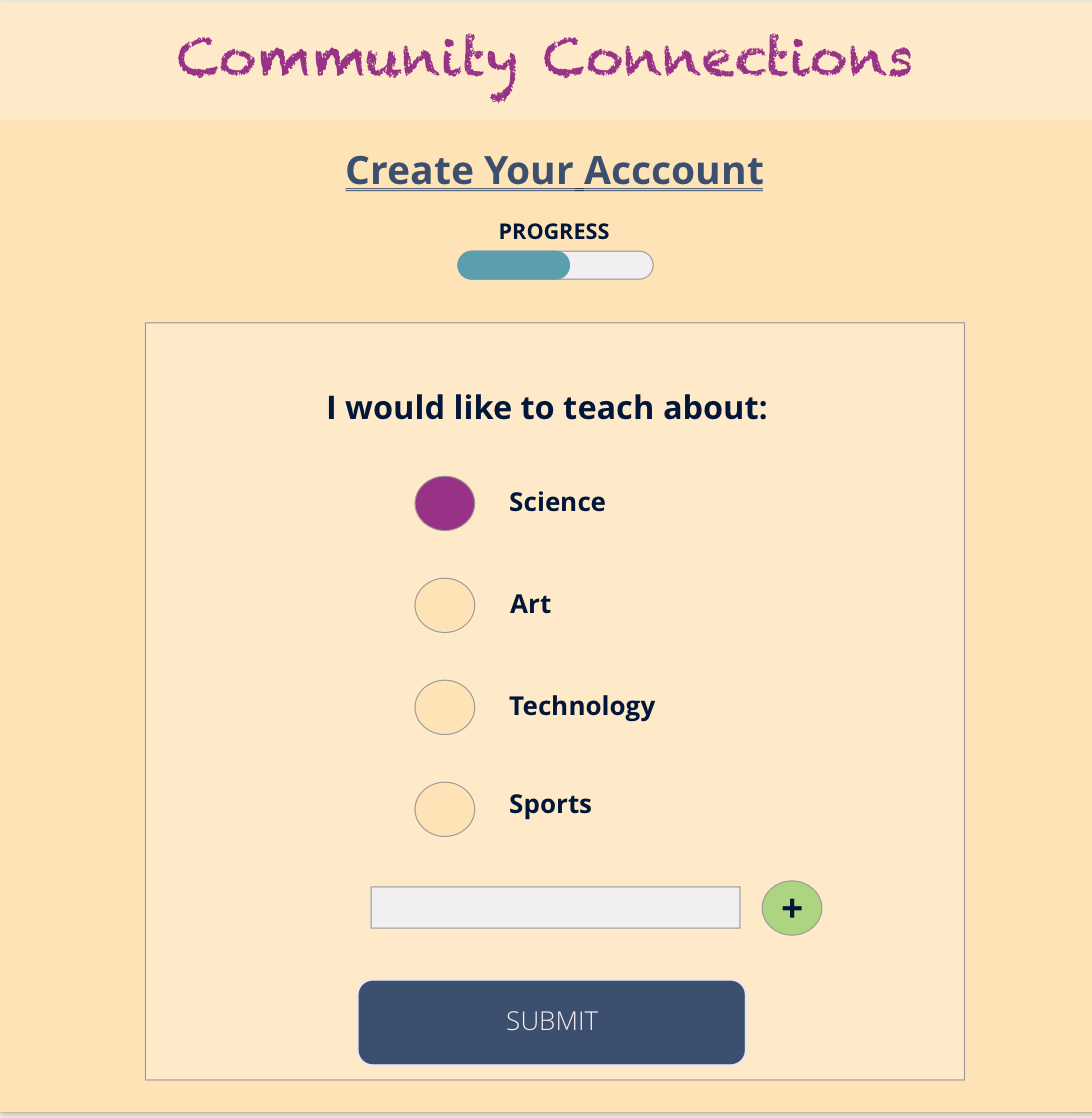 Community Connections
Create Your Acccount
PROGRESS
I would like to teach about:
Science
Art
Technology
Sports
+
SUBMIT